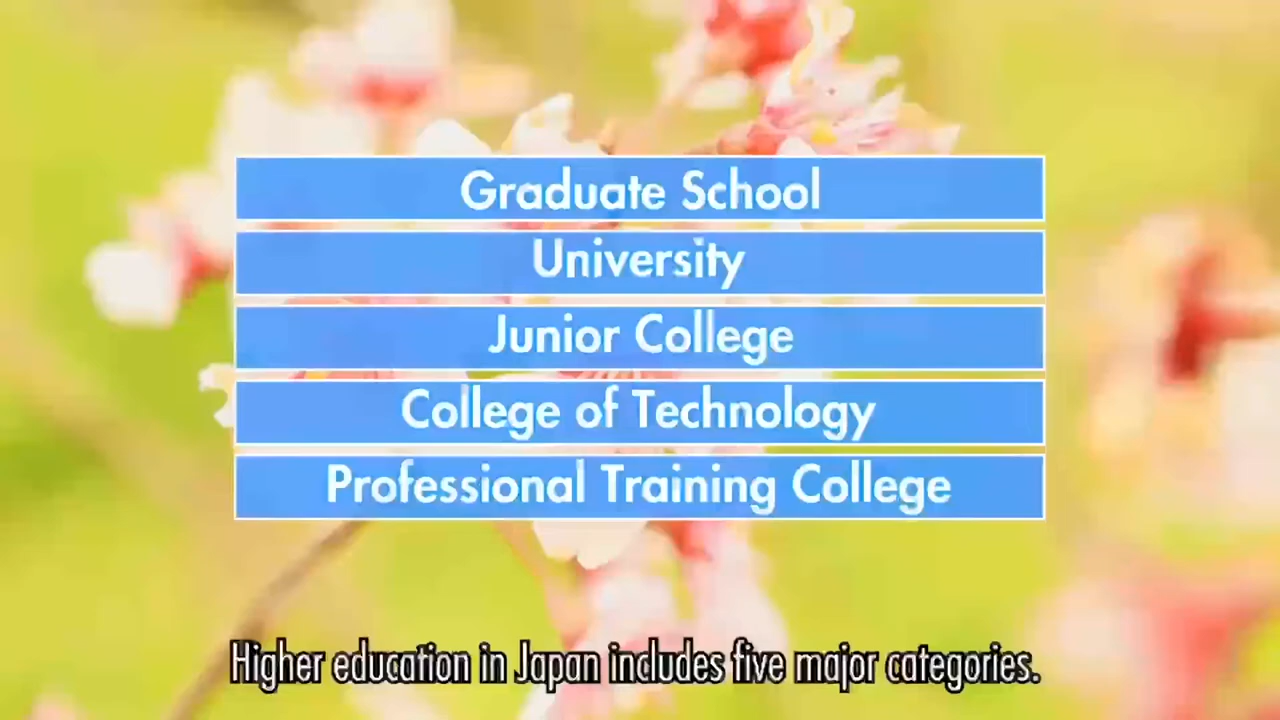 Graduate School
University
Junior College
College of Technology
Professional Training College
Higher education in Japan includes five major categories.